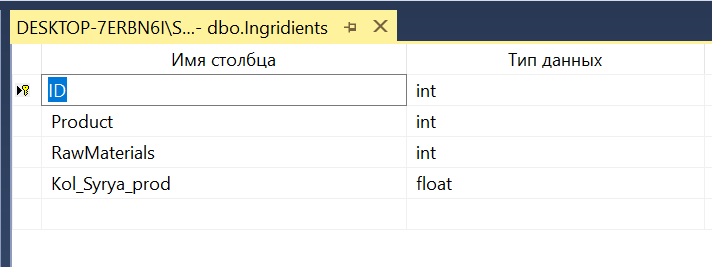 DESKTOP-7ERBN6I\S...- dbo.Ingridients
Имя столбца Тип данных
ID int
Product int
RawMaterials int
Kol_Syrya_prod float